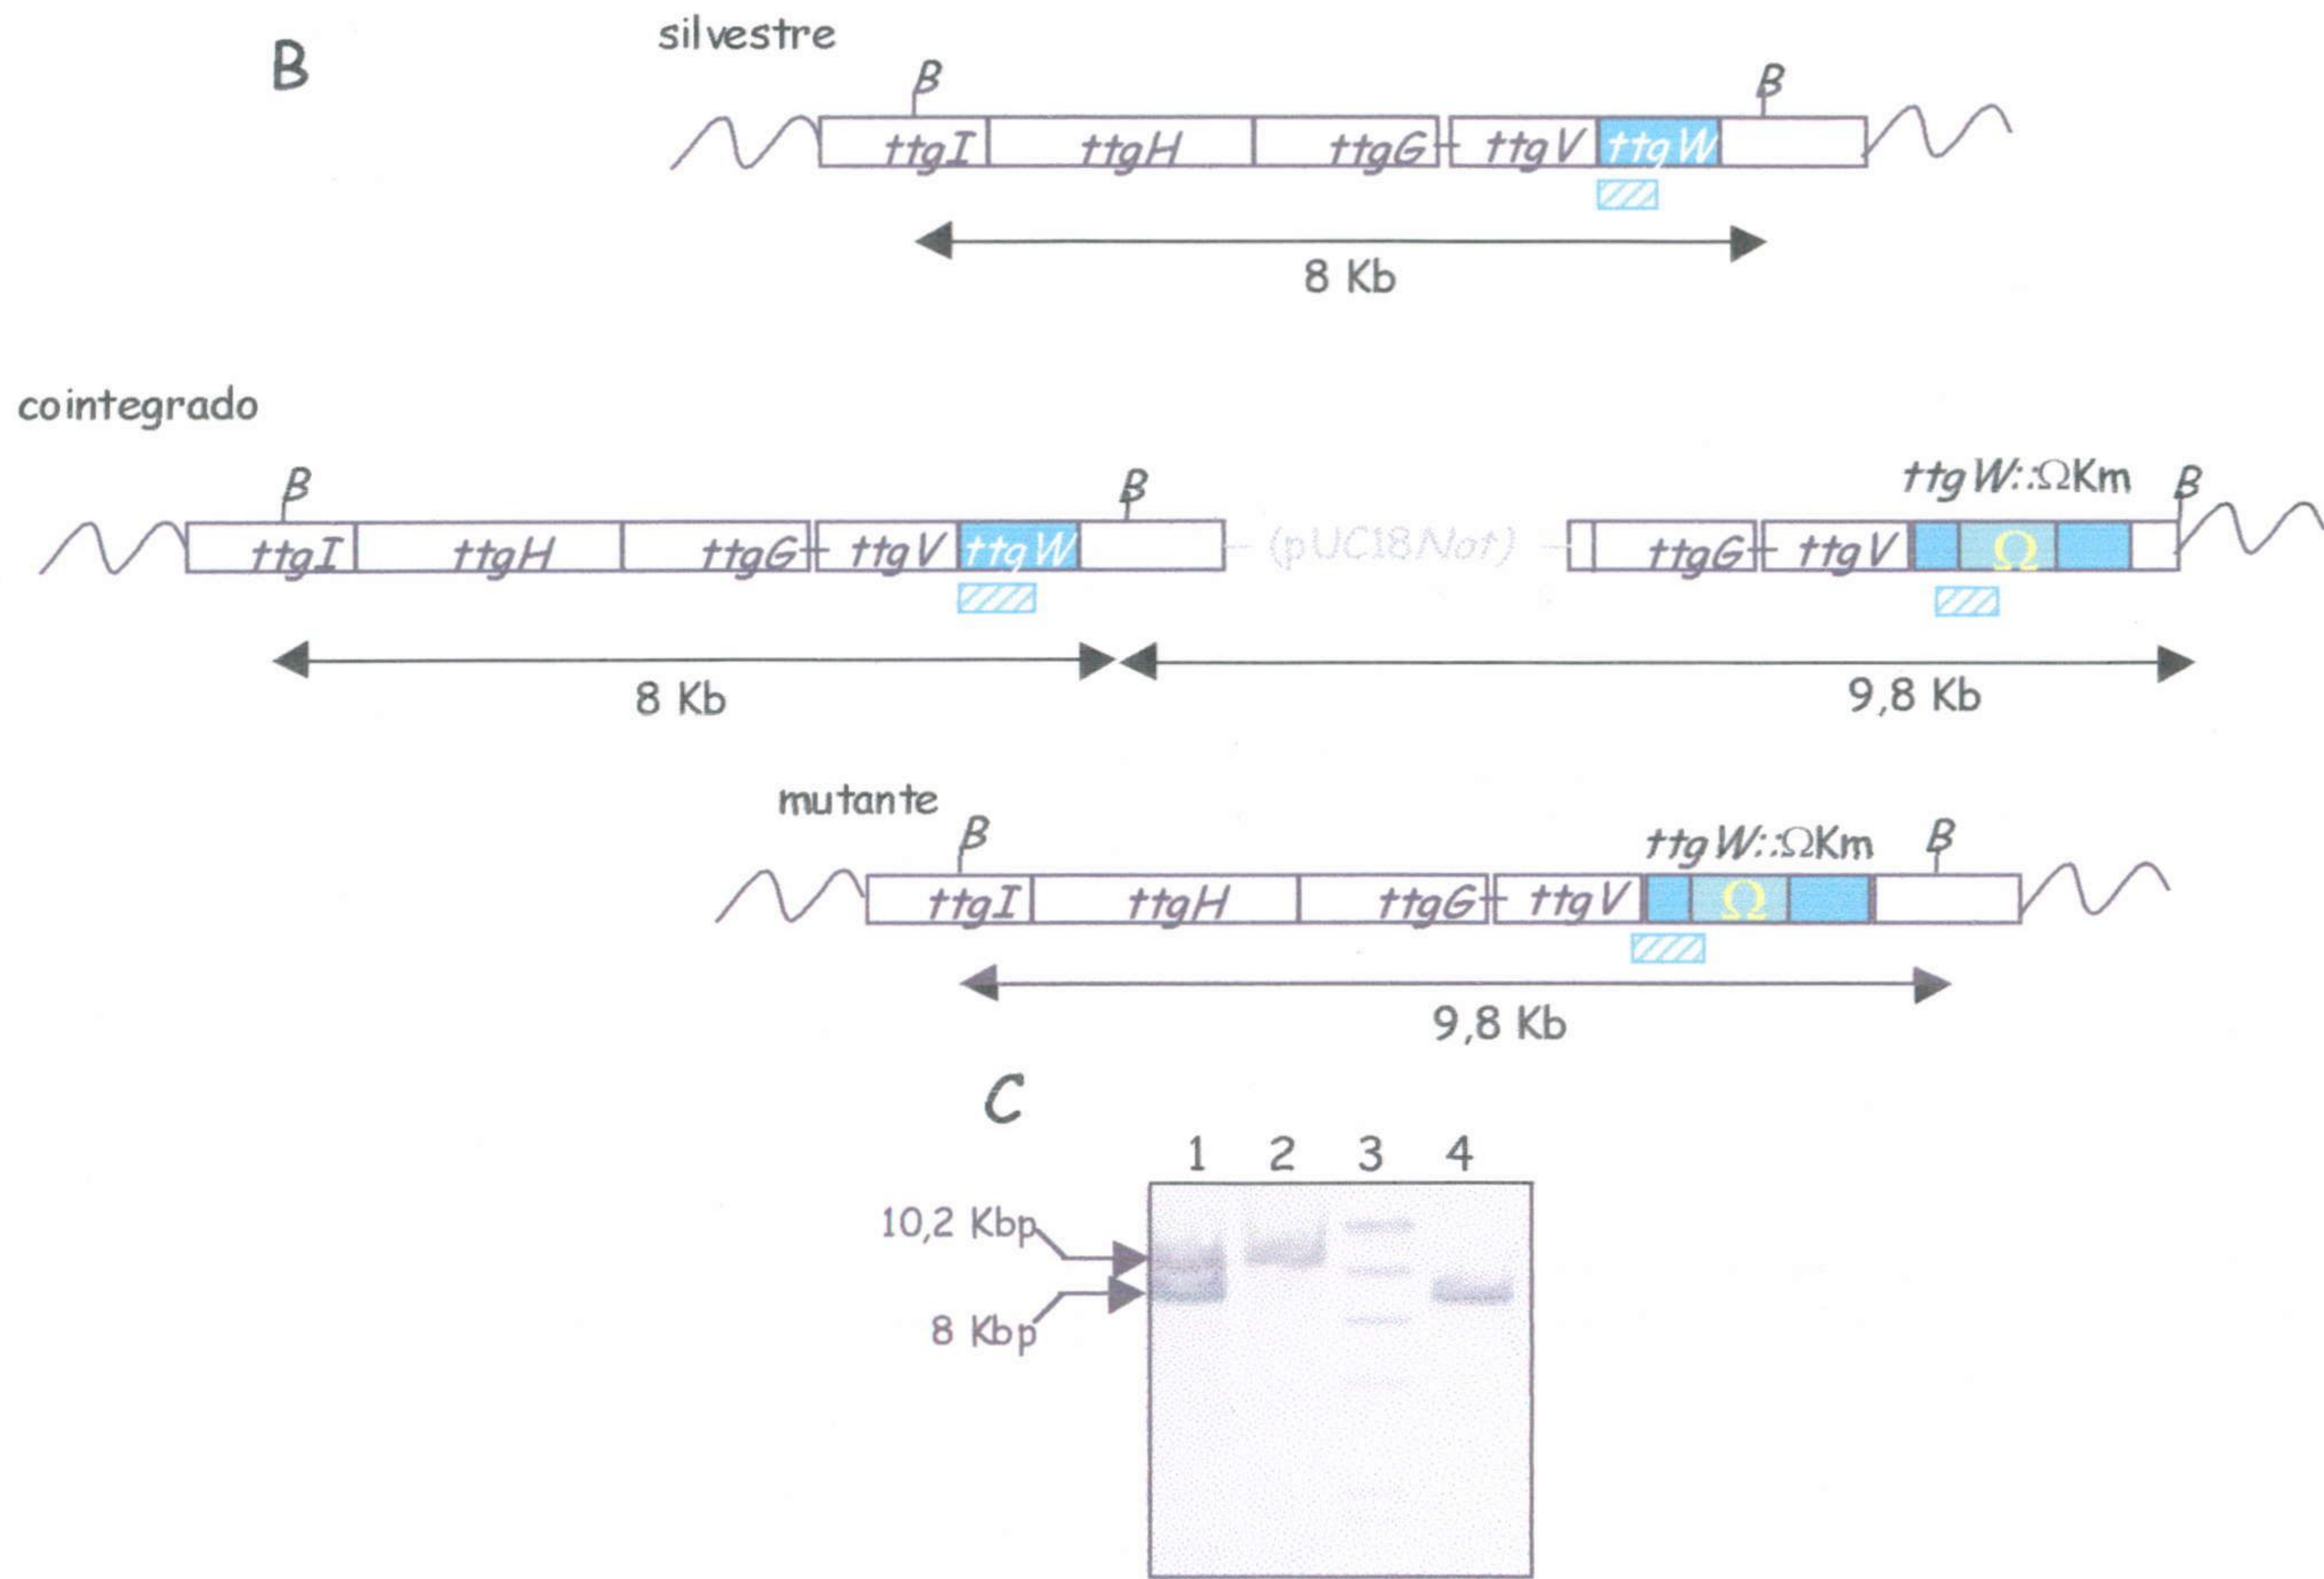 B
silvestre
B B
ttgI ttgH ttgG ttgV ttgW
8 Kb
cointegrado
ttgW::ΩKm
B B B
ttgI ttgH ttgG ttgV ttgW (pUC18Not) ttgG ttgV Ω
8 Kb 9,8 Kb
mutante
ttgW::ΩKm
B B
ttgI ttgH ttgG ttgV Ω
9,8 Kb
C
1 2 3 4
10,2 Kbp
8 Kbp